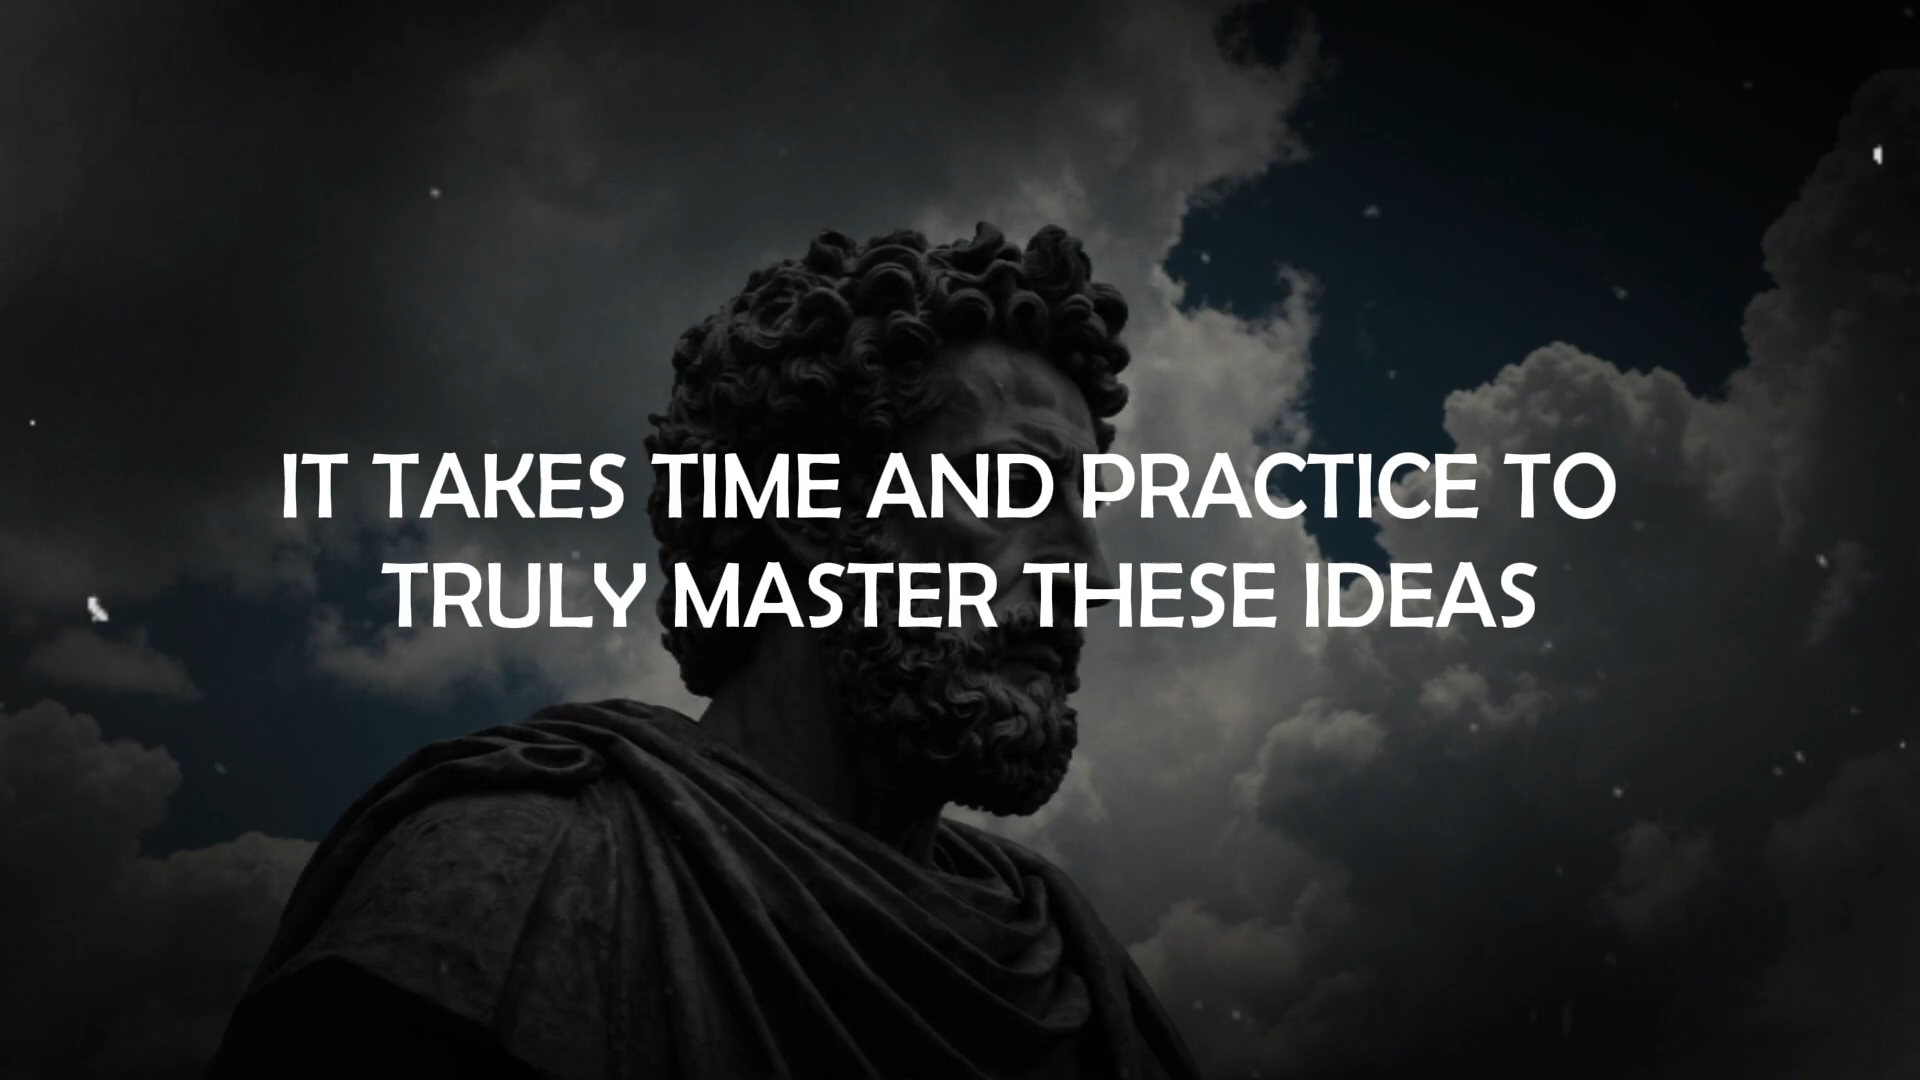 IT TAKES TIME AND PRACTICE TO
TRULY MASTER THESE IDEAS